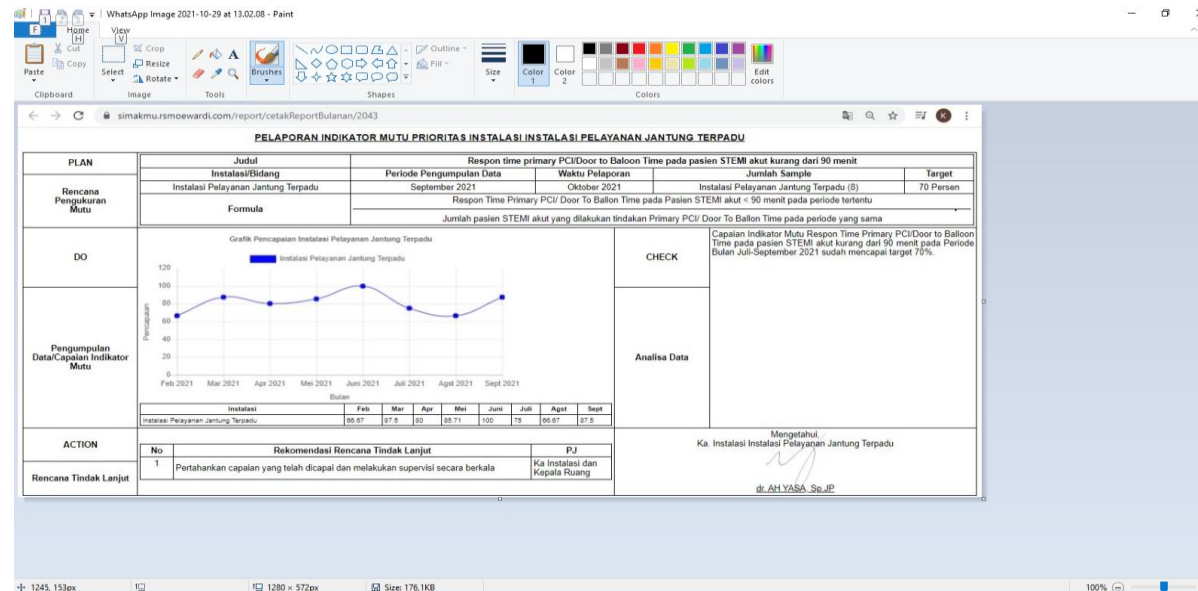 WhatsApp Image 2021-10-29 at 13.02.08 - Paint
1 2 3
F Home View
H V
Paste
Cut
Copy
Clipboard
Select
Crop
Resize
Rotate
Image
A
Tools
Brushes
Outline
Fill
Shapes
Size
Color 1
Color 2
Edit colors
Colors
simakmu.rsmoewardi.com/report/cetakReportBulanan/2043
K
PELAPORAN INDIKATOR MUTU PRIORITAS INSTALASI INSTALASI PELAYANAN JANTUNG TERPADU
PLAN
Judul
Respon time primary PCI/Door to Baloon Time pada pasien STEMI akut kurang dari 90 menit
Rencana Pengukuran Mutu
Instalasi/Bidang
Periode Pengumpulan Data
Waktu Pelaporan
Jumlah Sample
Target
Instalasi Pelayanan Jantung Terpadu
September 2021
Oktober 2021
Instalasi Pelayanan Jantung Terpadu (8)
70 Persen
Formula
Respon Time Primary PCI/ Door To Ballon Time pada Pasien STEMI akut < 90 menit pada periode tertentu
Jumlah pasien STEMI akut yang dilakukan tindakan Primary PCI/ Door To Ballon Time pada periode yang sama
DO
Grafik Pencapaian Instalasi Pelayanan Jantung Terpadu
Instalasi Pelayanan Jantung Terpadu
120
100
80
60
40
20
0
Pencapaian
Feb 2021 Mar 2021 Apr 2021 Mei 2021 Juni 2021 Juli 2021 Agst 2021 Sept 2021
Bulan
Pengumpulan
Data/Capaian Indikator
Mutu
Instalasi Feb Mar Apr Mei Juni Juli Agst Sept
Instalasi Pelayanan Jantung Terpadu 66.67 87.5 80 85.71 100 75 66.67 87.5
CHECK
Capaian Indikator Mutu Respon Time Primary PCI/Door to Balloon
Time pada pasien STEMI akut kurang dari 90 menit pada Periode
Bulan Juli-September 2021 sudah mencapai target 70%.
Analisa Data
ACTION
Rencana Tindak Lanjut
No Rekomendasi Rencana Tindak Lanjut PJ
1 Pertahankan capaian yang telah dicapai dan melakukan supervisi secara berkala
Ka Instalasi dan
Kepala Ruang
Mengetahui,
Ka. Instalasi Instalasi Pelayanan Jantung Terpadu
dr. AH YASA, Sp.JP
1245, 153px
1280 × 572px
Size: 176.1KB
100%